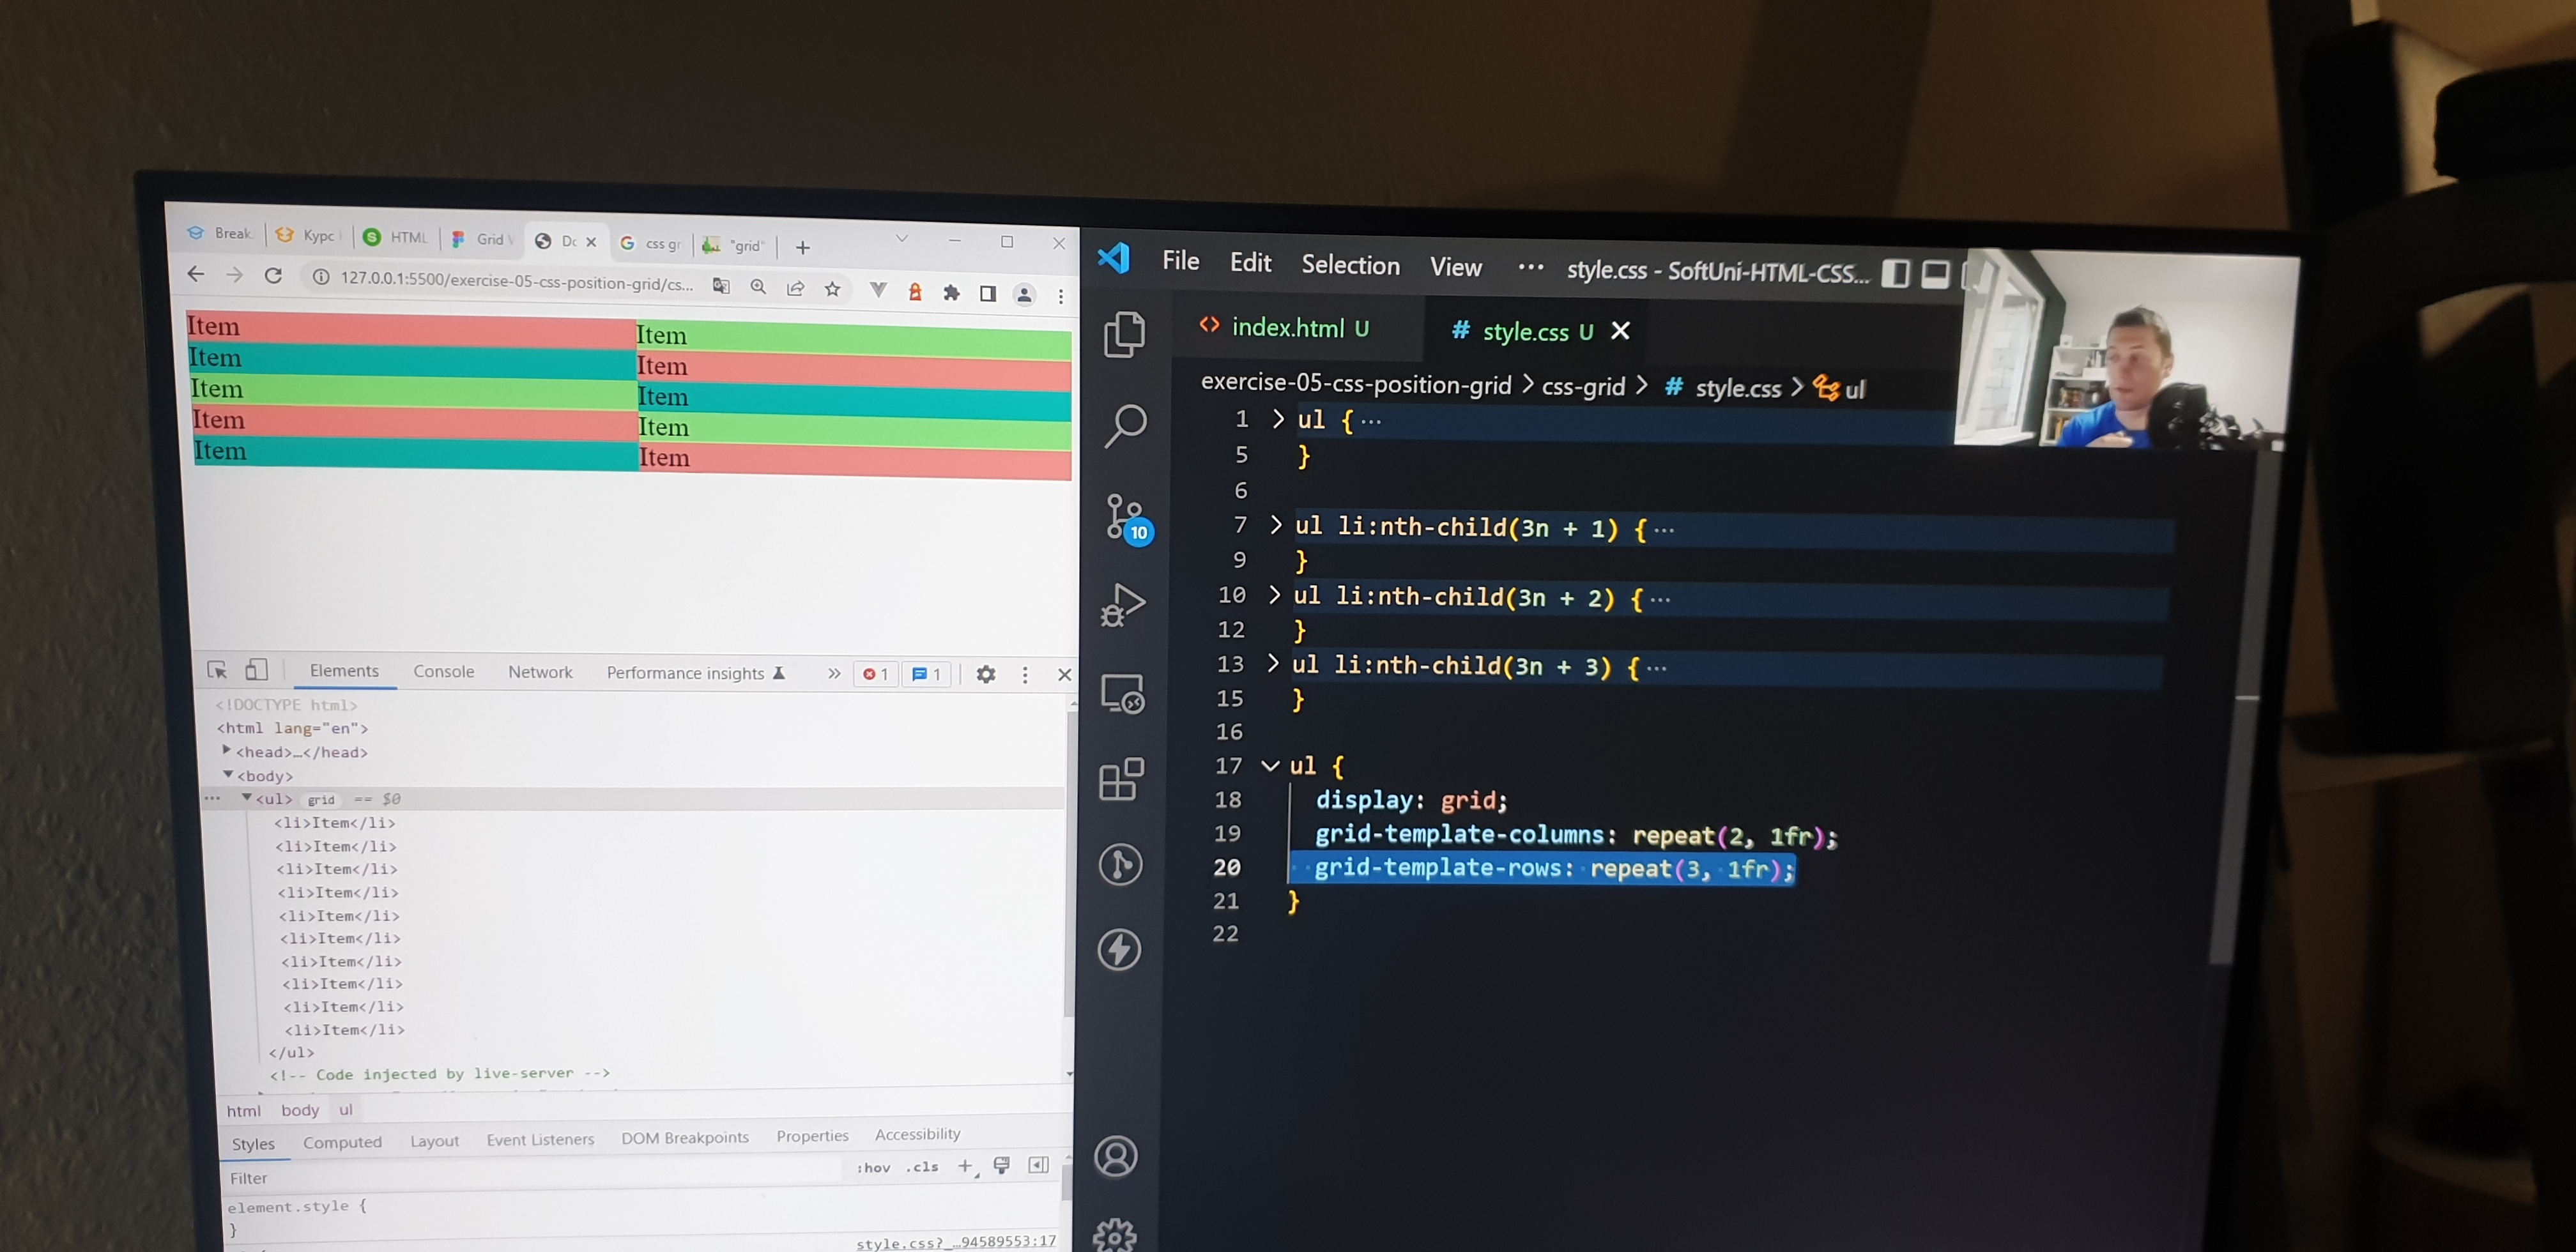 Break
Курс
HTML
Grid
Dc
css gr
"grid"
127.0.0.1:5500/exercise-05-css-position-grid/cs...
Item
Item
Item
Item
Item
Item
Item
Item
Item
Item
Elements Console Network Performance insights 1 1
<!DOCTYPE html>
<html lang="en">
<head>…</head>
<body>
<ul> grid == $0
<li>Item</li>
<li>Item</li>
<li>Item</li>
<li>Item</li>
<li>Item</li>
<li>Item</li>
<li>Item</li>
<li>Item</li>
<li>Item</li>
<li>Item</li>
</ul>
<!-- Code injected by live-server -->
html body ul
Styles Computed Layout Event Listeners DOM Breakpoints Properties Accessibility
Filter :hov .cls
element.style {
}
style.css?_…94589553:17
File Edit Selection View ··· style.css - SoftUni-HTML-CSS...
index.html U
# style.css U
exercise-05-css-position-grid > css-grid > # style.css > ul
10
1 ul { ···
5 }
6
7 ul li:nth-child(3n + 1) { ···
9 }
10 ul li:nth-child(3n + 2) { ···
12 }
13 ul li:nth-child(3n + 3) { ···
15 }
16
17 ul {
18 display: grid;
19 grid-template-columns: repeat(2, 1fr);
20 grid-template-rows: repeat(3, 1fr);
21 }
22